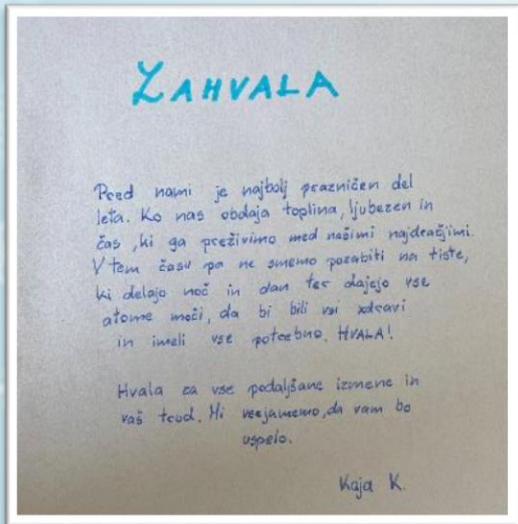 ZAHVALA
Pred nami je najbolj prazničen del
leta. Ko nas obdaja toplina, ljubezen in
čas, ki ga preživimo med našimi najdražjimi.
V tem času pa ne smemo pozabiti na tiste,
ki delajo noč in dan ter dajejo vse
atome moči, da bi bili vsi zdravi
in imeli vse potrebno. HVALA!
Hvala za vse podaljšane izmene in
vaš trud. Mi verjamemo, da vam bo
uspelo.
Kaja K.